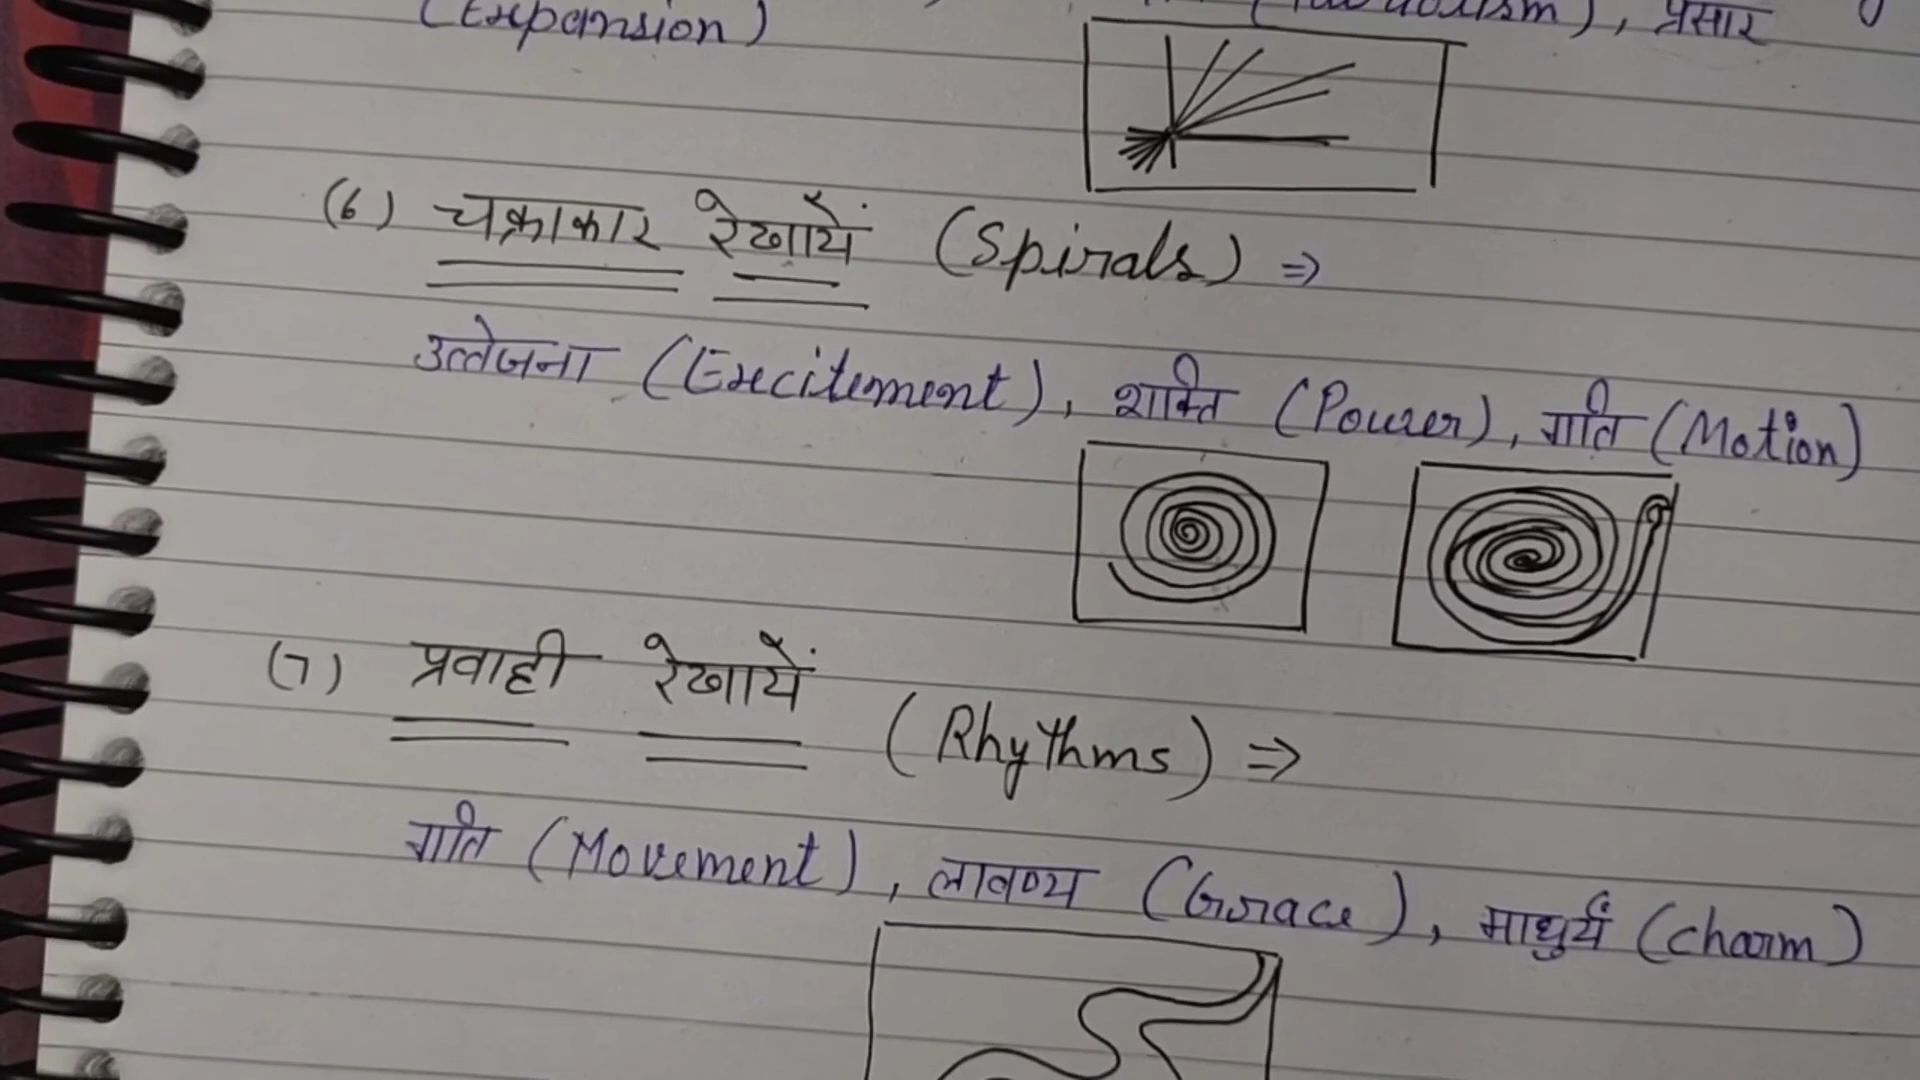 (Expansion) , प्रसार
(6) चक्राकार रेखायें (Spirals) ⇒
उत्तेजना (Excitement), शक्ति (Power), गति (Motion)
(7) प्रवाही रेखायें (Rhythms) ⇒
गति (Movement), लावण्य (Grace), माधुर्य (charm)